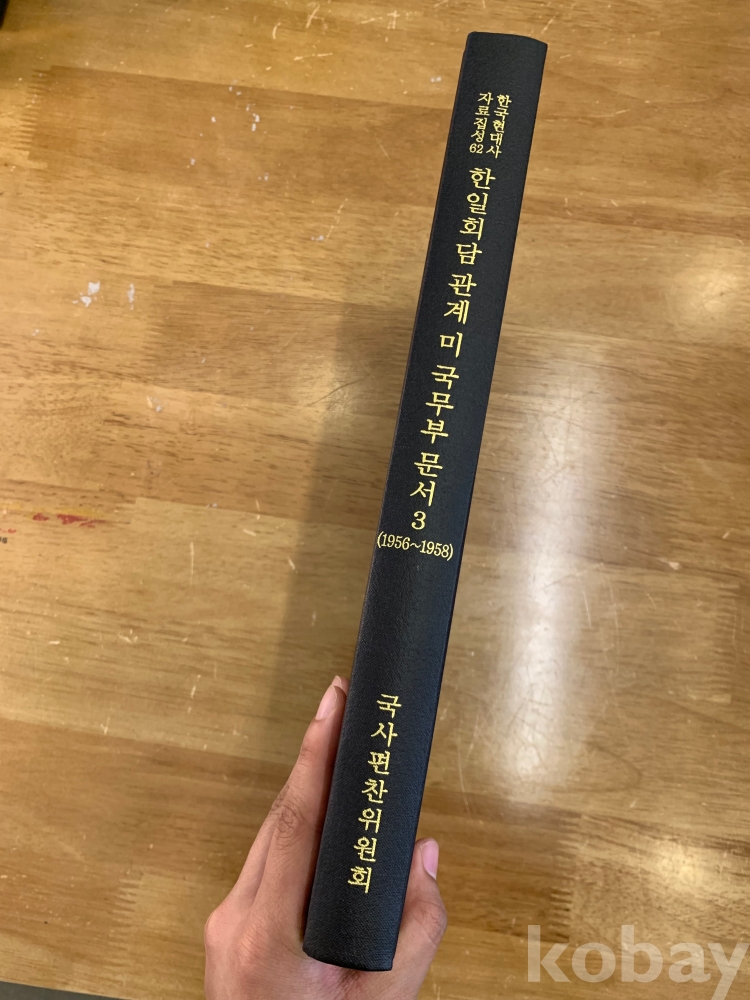 한국현대사
자료집성
62
한일회담 관계 미 국무부 문서 3
(1956~1958)
국사편찬위원회
kobay